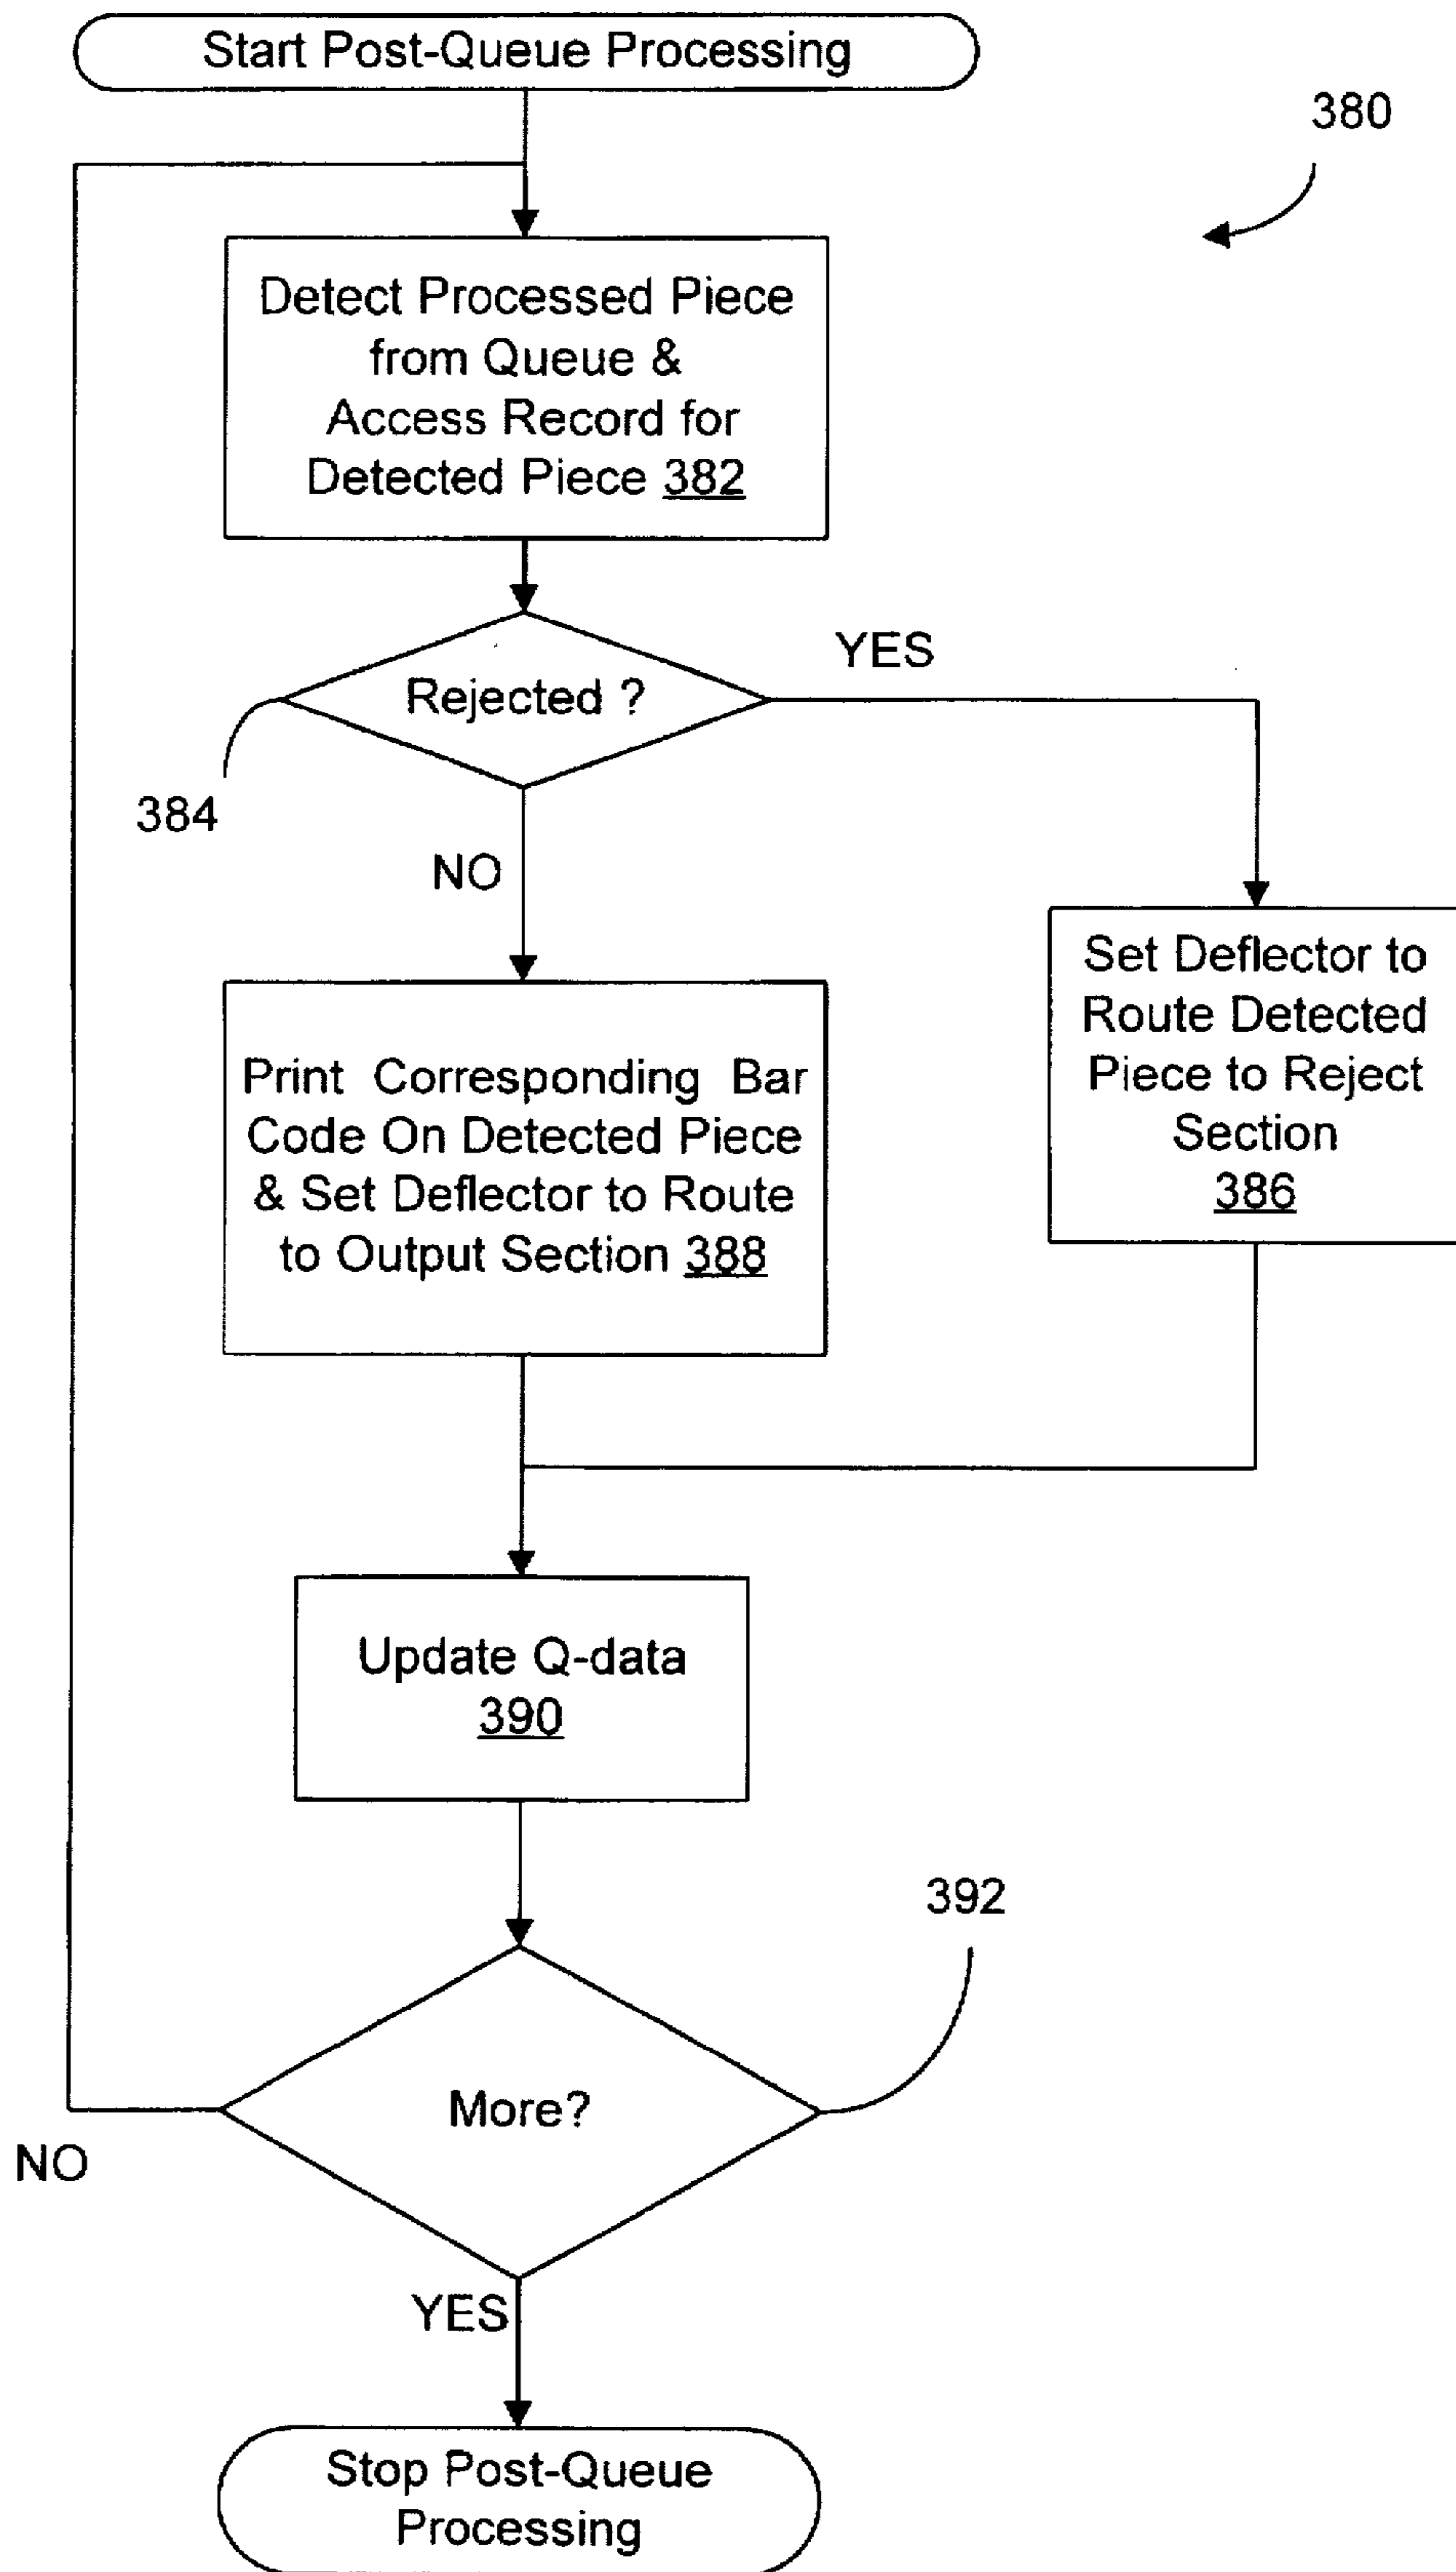 Start Post-Queue Processing
380
Detect Processed Piece
from Queue &
Access Record for
Detected Piece 382
Rejected ?
YES
384
NO
Set Deflector to
Route Detected
Piece to Reject
Section
386
Print Corresponding Bar
Code On Detected Piece
& Set Deflector to Route
to Output Section 388
Update Q-data
390
392
More?
NO
YES
Stop Post-Queue
Processing